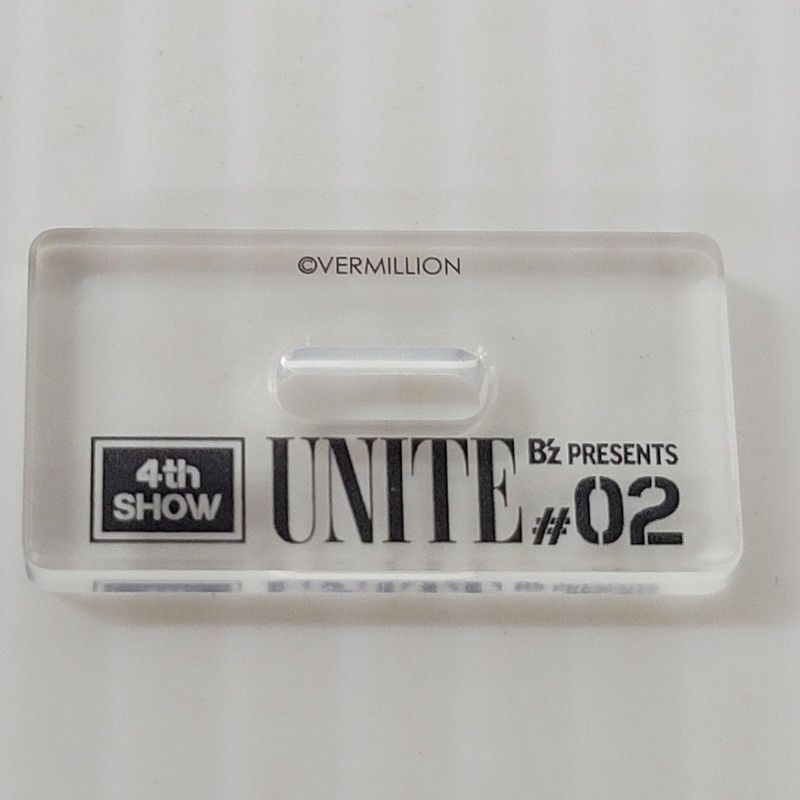 ©VERMILLION
4th
SHOW
UNITE
B'z PRESENTS
#02